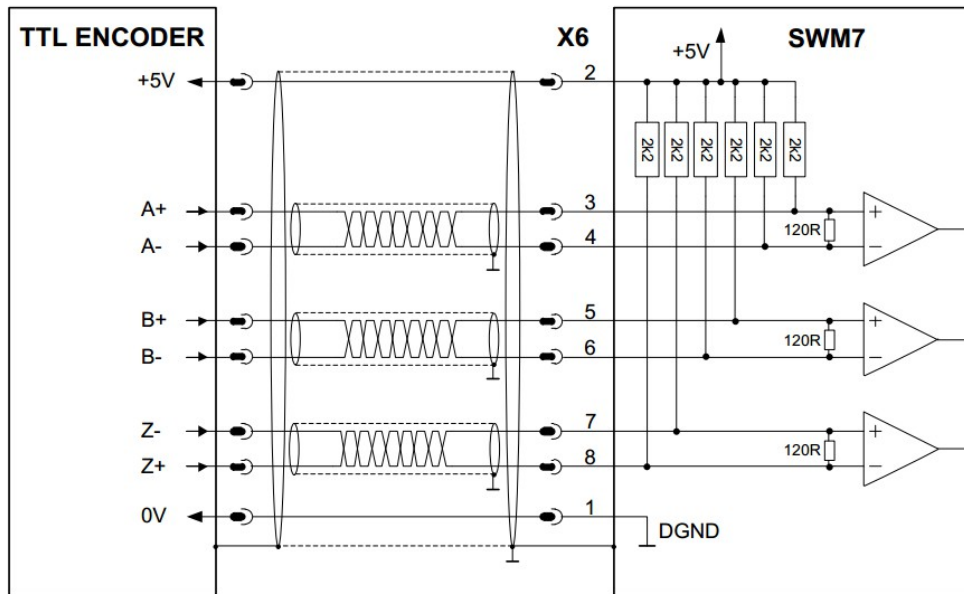 TTL ENCODER
X6
SWM7
+5V
+5V
2
2k2
2k2
2k2
2k2
2k2
2k2
A+
3
+
A-
4
120R
−
B+
5
+
B-
6
120R
−
Z-
7
+
Z+
8
120R
−
0V
1
DGND